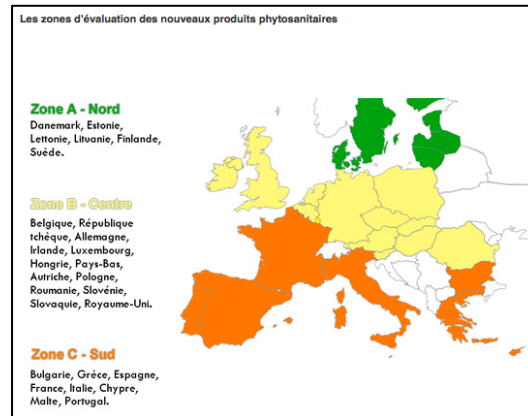 Les zones d'évaluation des nouveaux produits phytosanitaires
Zone A - Nord
Danemark, Estonie,
Lettonie, Lituanie, Finlande,
Suède.
Zone B - Centre
Belgique, République
tchèque, Allemagne,
Irlande, Luxembourg,
Hongrie, Pays-Bas,
Autriche, Pologne,
Roumanie, Slovénie,
Slovaquie, Royaume-Uni.
Zone C - Sud
Bulgarie, Grèce, Espagne,
France, Italie, Chypre,
Malte, Portugal.